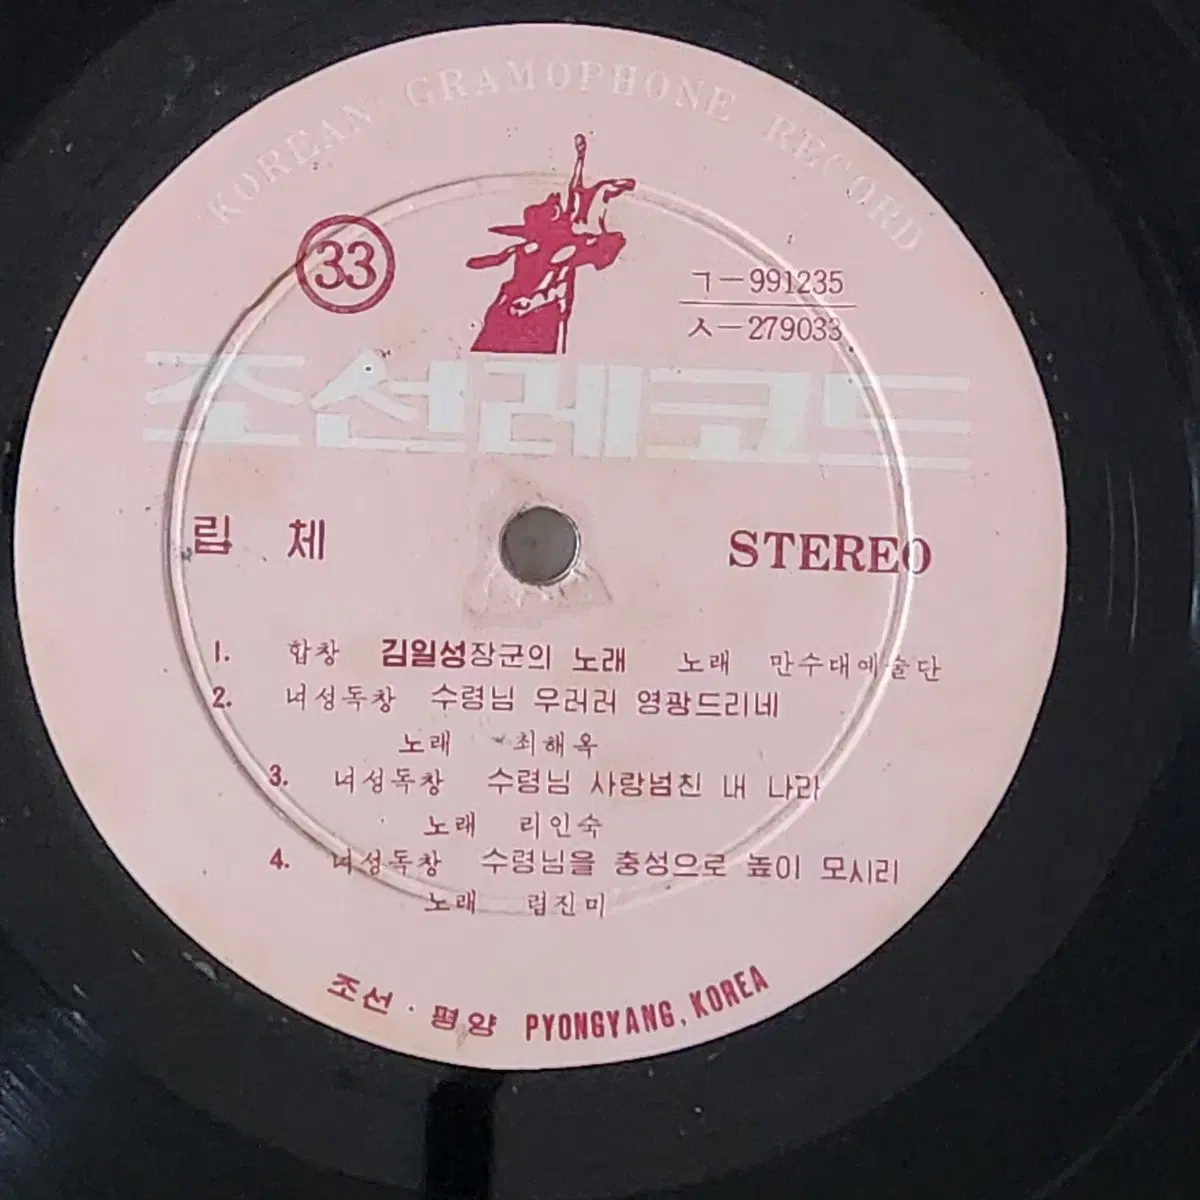 KOREAN GRAMOPHONE RECORD
33
ㄱ-991235
ㅅ-279033
조선레코드
립 체 STEREO
1. 합창 김일성장군의 노래 노래 만수대예술단
2. 녀성독창 수령님 우러러 영광드리네
노래 최해옥
3. 녀성독창 수령님 사랑넘친 내 나라
노래 리인숙
4. 녀성독창 수령님을 충성으로 높이 모시리
노래 렴진미
조선·평양 PYONGYANG, KOREA